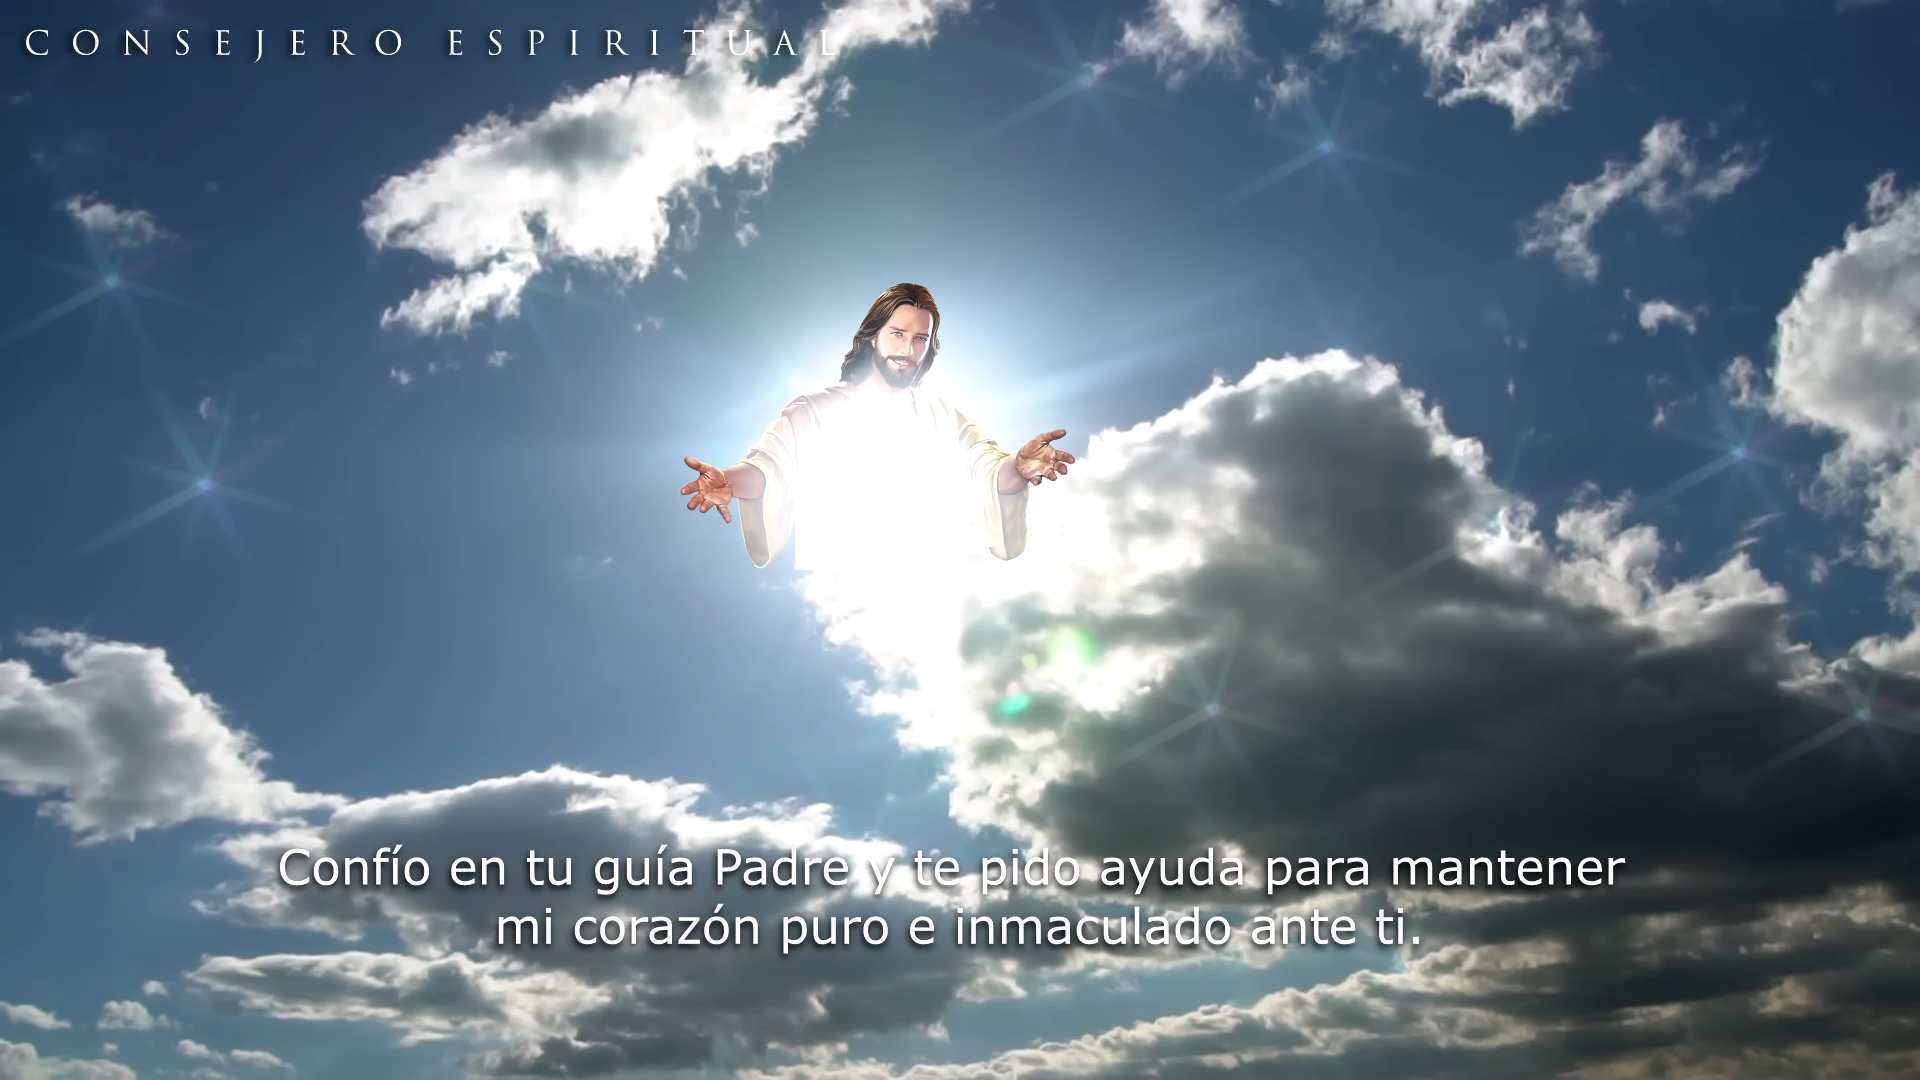 CONSEJERO ESPIRITUAL
Confío en tu guía Padre y te pido ayuda para mantener
mi corazón puro e inmaculado ante ti.